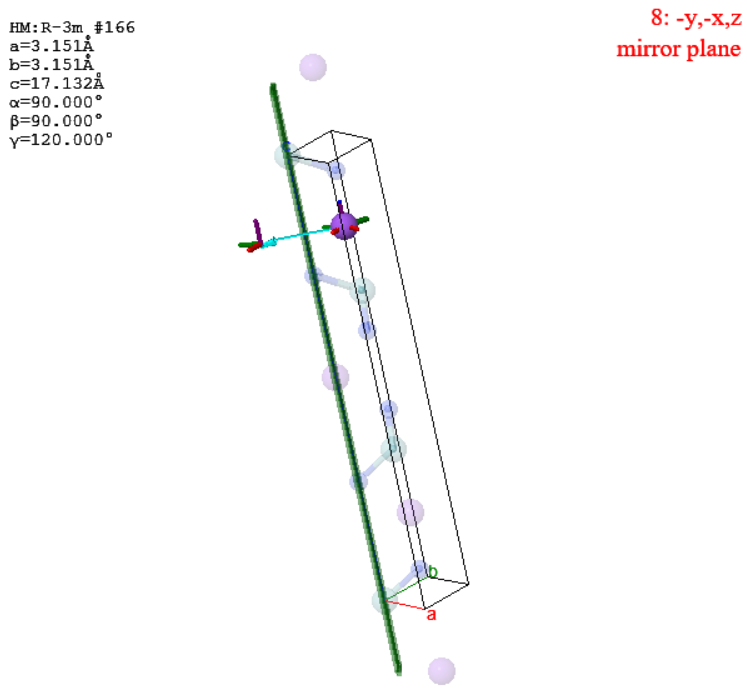 HM:R-3m #166
a=3.151Å
b=3.151Å
c=17.132Å
α=90.000°
β=90.000°
γ=120.000°
8: -y,-x,z
mirror plane
b
a